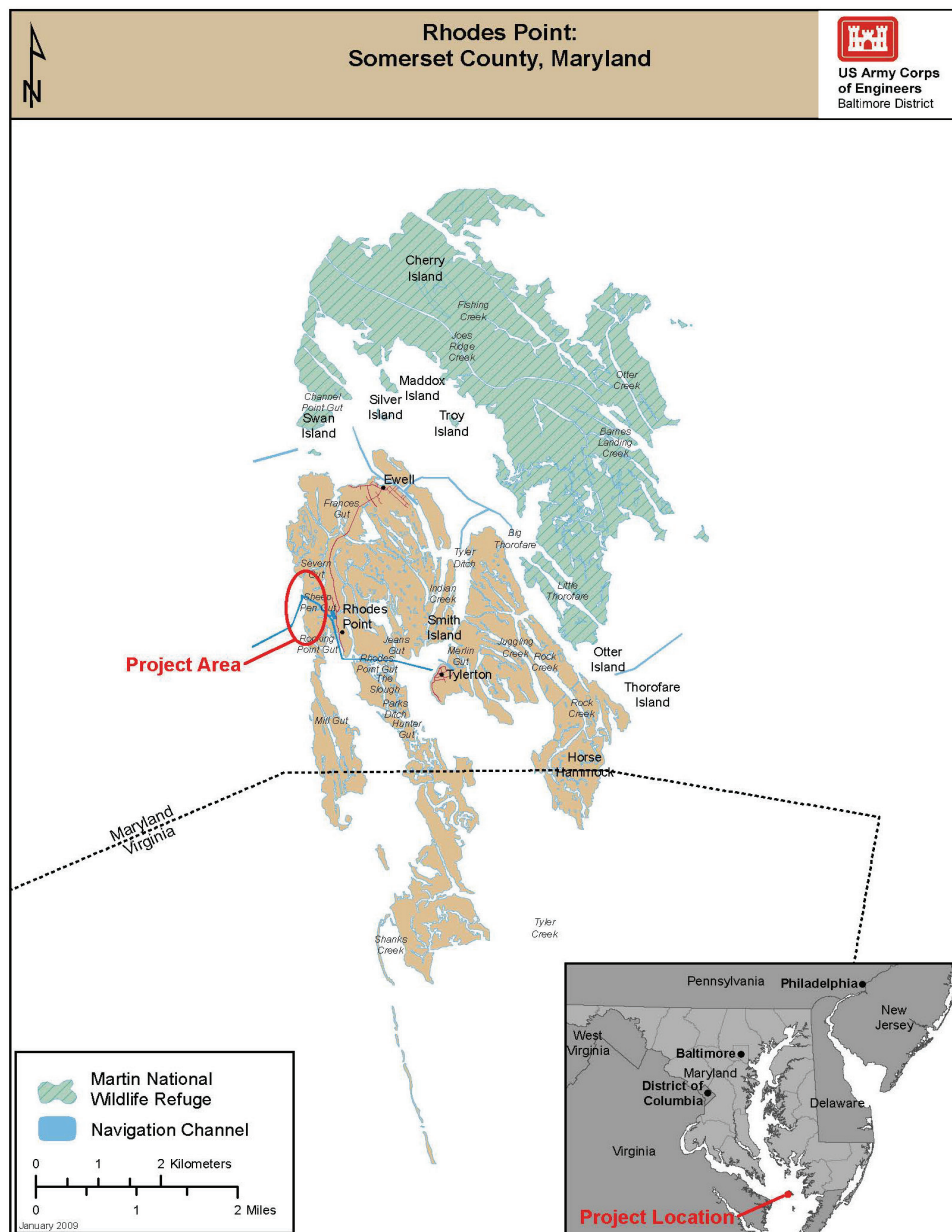 Rhodes Point:
Somerset County, Maryland
N
US Army Corps
of Engineers
Baltimore District
Cherry
Island
Fishing
Creek
Joes
Ridge
Creek
Otter
Creek
Maddox
Island
Channel
Point Gut
Silver
Island
Swan
Island
Troy
Island
Barnes
Landing
Creek
Ewell
Frances
Gut
Big
Thorofare
Tyler
Ditch
Severn
Gut
Indian
Creek
Little
Thorofare
Sheep
Pen Gut
Rhodes
Point
Smith
Island
Rocking
Point Gut
Jeans
Gut
Juggling
Creek
Otter
Island
Project Area
Rhodes
Point Gut
Merlin
Gut
Rock
Creek
The
Slough
Tylerton
Thorofare
Island
Parks
Ditch
Rock
Creek
Mill Gut
Hunter
Gut
Horse
Hammock
Maryland
Virginia
Tyler
Creek
Shanks
Creek
Martin National
Wildlife Refuge
Navigation Channel
0 1 2 Kilometers
0 1 2 Miles
January 2009
Pennsylvania
Philadelphia
New
Jersey
West
Virginia
Baltimore
Maryland
District of
Columbia
Delaware
Virginia
Project Location